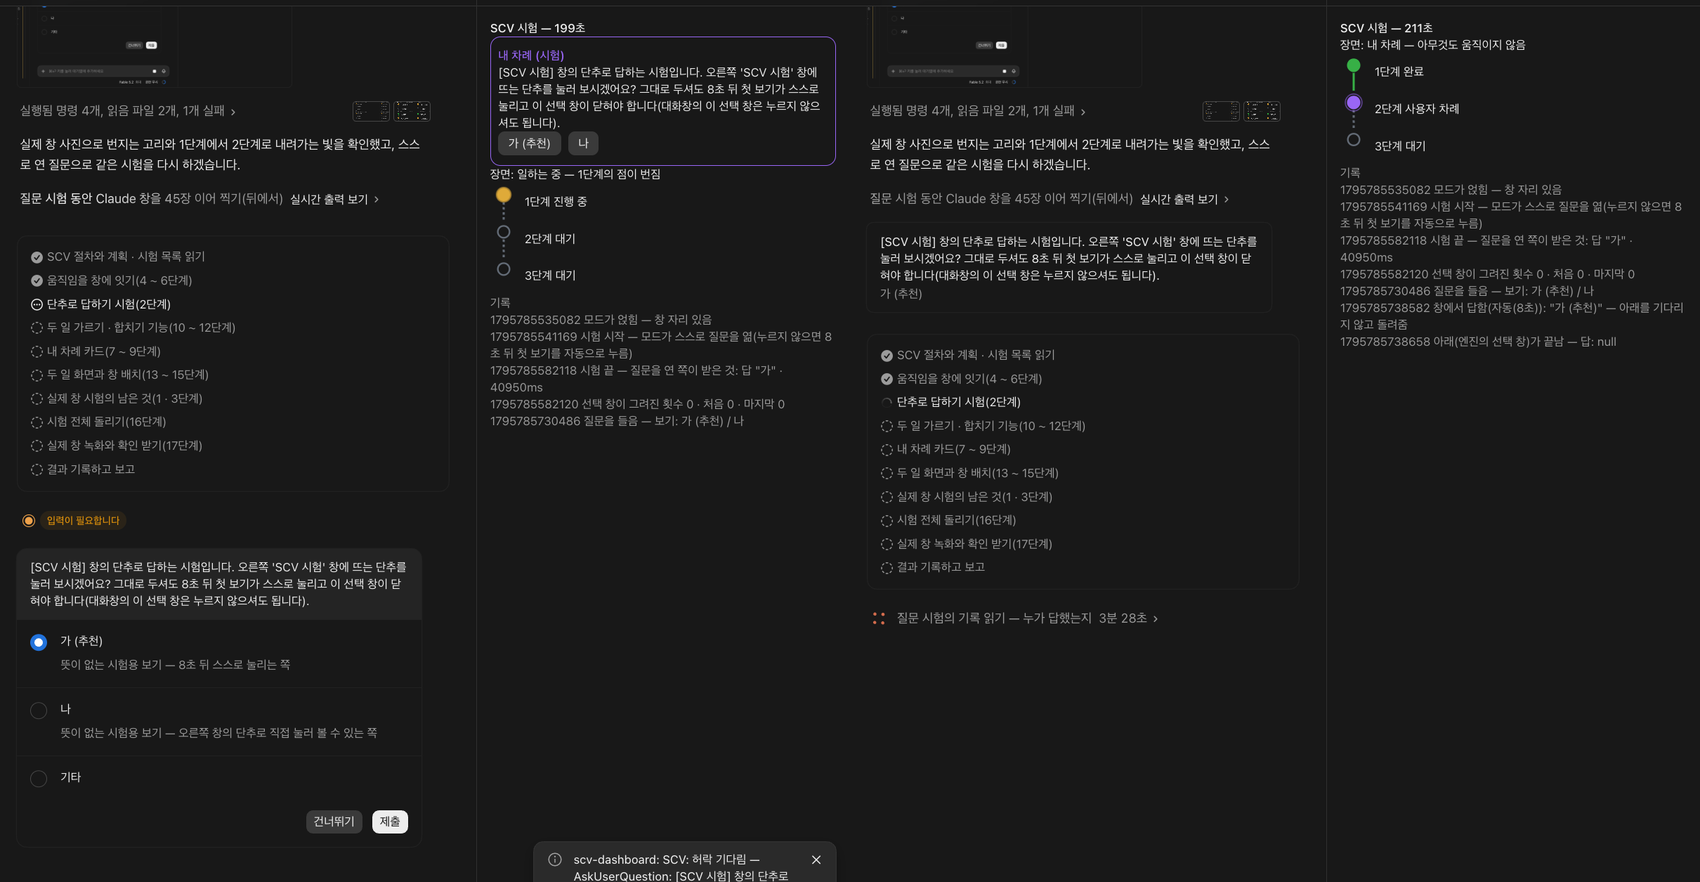 실행됨 명령 4개, 읽음 파일 2개, 1개 실패 >
실제 창 사진으로 번지는 고리와 1단계에서 2단계로 내려가는 빛을 확인했고, 스스
로 연 질문으로 같은 시험을 다시 하겠습니다.
질문 시험 동안 Claude 창을 45장 이어 찍기(뒤에서) 실시간 출력 보기 >
SCV 절차와 계획 · 시험 목록 읽기
움직임을 창에 잇기(4 ~ 6단계)
단추로 답하기 시험(2단계)
두 일 가르기 · 합치기 기능(10 ~ 12단계)
내 차례 카드(7 ~ 9단계)
두 일 화면과 창 배치(13 ~ 15단계)
실제 창 시험의 남은 것(1 · 3단계)
시험 전체 돌리기(16단계)
실제 창 녹화와 확인 받기(17단계)
결과 기록하고 보고
입력이 필요합니다
[SCV 시험] 창의 단추로 답하는 시험입니다. 오른쪽 'SCV 시험' 창에 뜨는 단추를
눌러 보시겠어요? 그대로 두셔도 8초 뒤 첫 보기가 스스로 눌리고 이 선택 창이 닫
혀야 합니다(대화창의 이 선택 창은 누르지 않으셔도 됩니다).
가 (추천)
뜻이 없는 시험용 보기 — 8초 뒤 스스로 눌리는 쪽
나
뜻이 없는 시험용 보기 — 오른쪽 창의 단추로 직접 눌러 볼 수 있는 쪽
기타
건너뛰기 제출
SCV 시험 — 199초
내 차례 (시험)
[SCV 시험] 창의 단추로 답하는 시험입니다. 오른쪽 'SCV 시험' 창에
뜨는 단추를 눌러 보시겠어요? 그대로 두셔도 8초 뒤 첫 보기가 스스로
눌리고 이 선택 창이 닫혀야 합니다(대화창의 이 선택 창은 누르지 않으
셔도 됩니다).
가 (추천) 나
장면: 일하는 중 — 1단계의 점이 번짐
1단계 진행 중
2단계 대기
3단계 대기
기록
1795785535082 모드가 얹힘 — 창 자리 있음
1795785541169 시험 시작 — 모드가 스스로 질문을 엶(누르지 않으면 8
초 뒤 첫 보기를 자동으로 누름)
1795785582118 시험 끝 — 질문을 연 쪽이 받은 것: 답 "가" ·
40950ms
1795785582120 선택 창이 그려진 횟수 0 · 처음 0 · 마지막 0
1795785730486 질문을 들음 — 보기: 가 (추천) / 나
scv-dashboard: SCV: 허락 기다림 —
AskUserQuestion: [SCV 시험] 창의 단추로
실행됨 명령 4개, 읽음 파일 2개, 1개 실패 >
실제 창 사진으로 번지는 고리와 1단계에서 2단계로 내려가는 빛을 확인했고, 스스
로 연 질문으로 같은 시험을 다시 하겠습니다.
질문 시험 동안 Claude 창을 45장 이어 찍기(뒤에서) 실시간 출력 보기 >
[SCV 시험] 창의 단추로 답하는 시험입니다. 오른쪽 'SCV 시험' 창에 뜨는 단추를
눌러 보시겠어요? 그대로 두셔도 8초 뒤 첫 보기가 스스로 눌리고 이 선택 창이 닫
혀야 합니다(대화창의 이 선택 창은 누르지 않으셔도 됩니다).
가 (추천)
SCV 절차와 계획 · 시험 목록 읽기
움직임을 창에 잇기(4 ~ 6단계)
단추로 답하기 시험(2단계)
두 일 가르기 · 합치기 기능(10 ~ 12단계)
내 차례 카드(7 ~ 9단계)
두 일 화면과 창 배치(13 ~ 15단계)
실제 창 시험의 남은 것(1 · 3단계)
시험 전체 돌리기(16단계)
실제 창 녹화와 확인 받기(17단계)
결과 기록하고 보고
질문 시험의 기록 읽기 — 누가 답했는지 3분 28초 >
SCV 시험 — 211초
장면: 내 차례 — 아무것도 움직이지 않음
1단계 완료
2단계 사용자 차례
3단계 대기
기록
1795785535082 모드가 얹힘 — 창 자리 있음
1795785541169 시험 시작 — 모드가 스스로 질문을 엶(누르지 않으면 8
초 뒤 첫 보기를 자동으로 누름)
1795785582118 시험 끝 — 질문을 연 쪽이 받은 것: 답 "가" ·
40950ms
1795785582120 선택 창이 그려진 횟수 0 · 처음 0 · 마지막 0
1795785730486 질문을 들음 — 보기: 가 (추천) / 나
1795785738582 창에서 답함(자동(8초)): "가 (추천)" — 아래를 기다리
지 않고 돌려줌
1795785738658 아래(엔진의 선택 창)가 끝남 — 답: null